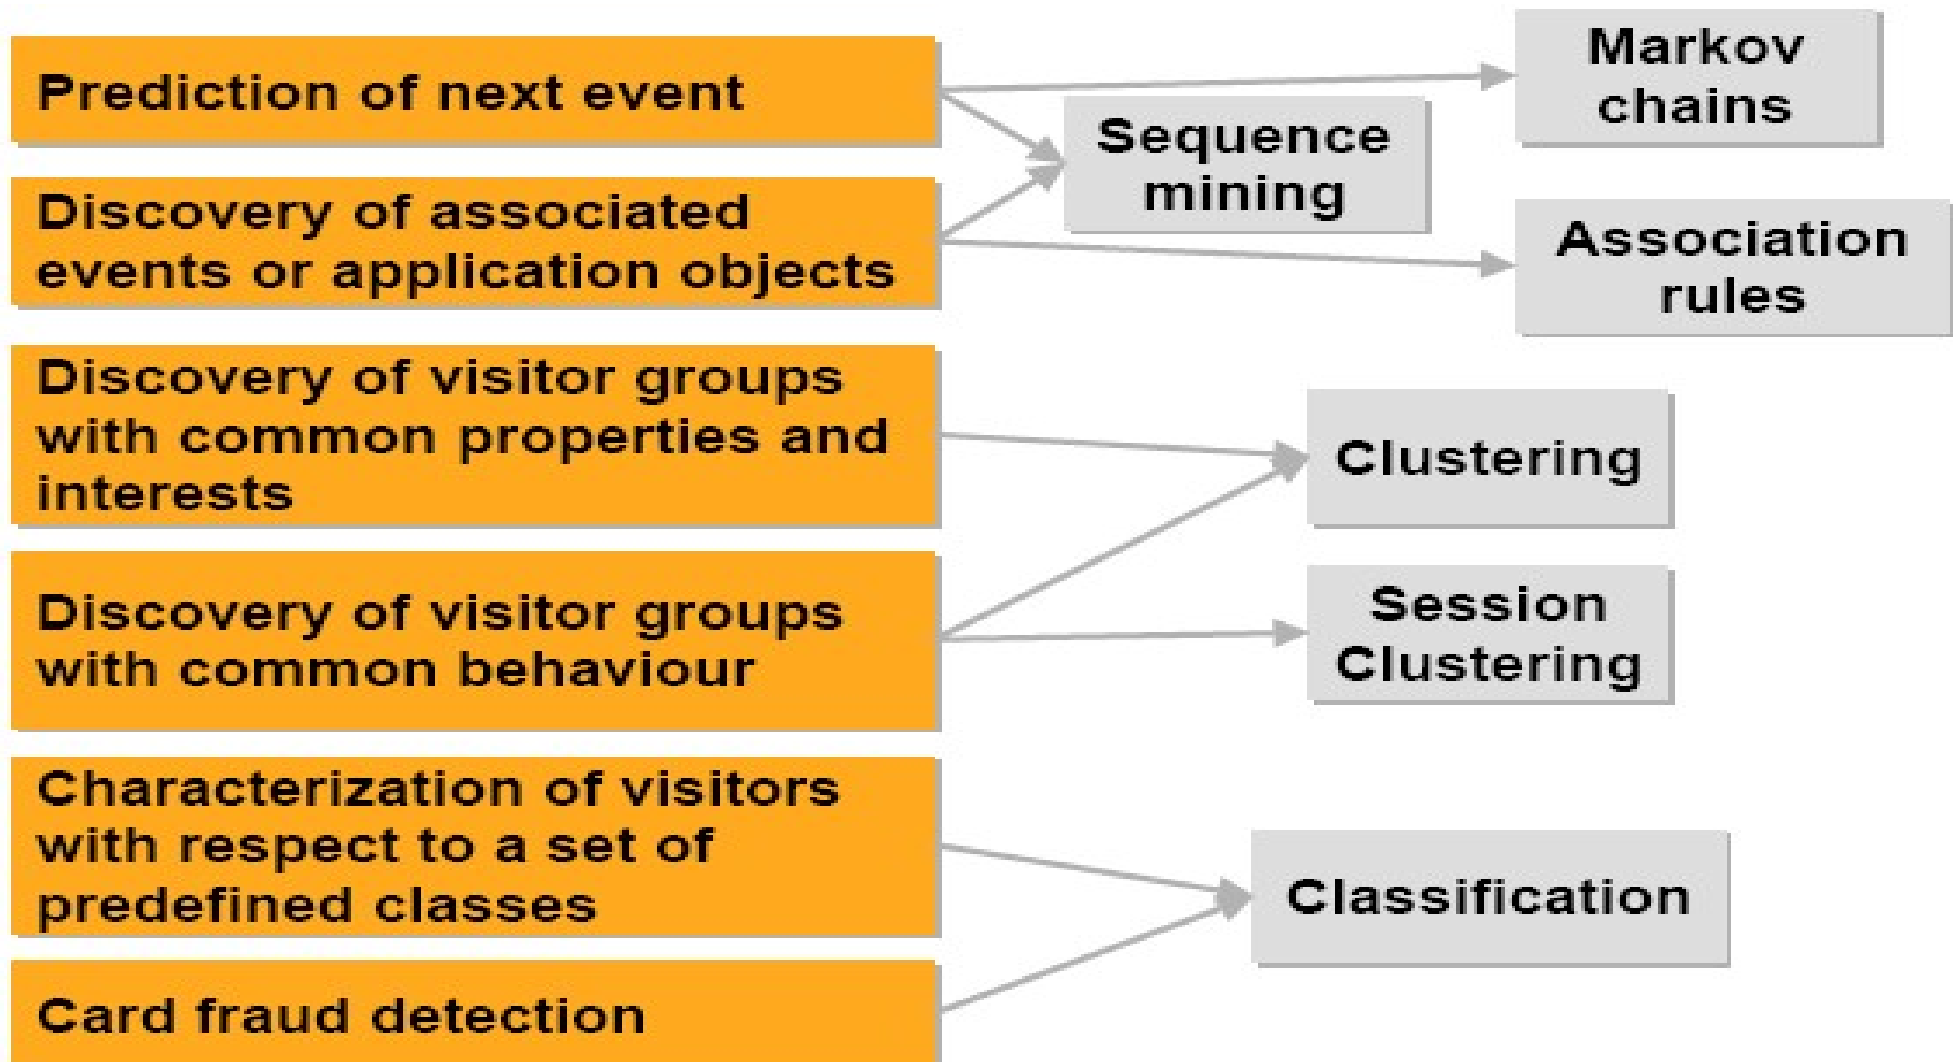 Prediction of next event
Markov
chains
Sequence
mining
Discovery of associated
events or application objects
Association
rules
Discovery of visitor groups
with common properties and
interests
Clustering
Discovery of visitor groups
with common behaviour
Session
Clustering
Characterization of visitors
with respect to a set of
predefined classes
Classification
Card fraud detection